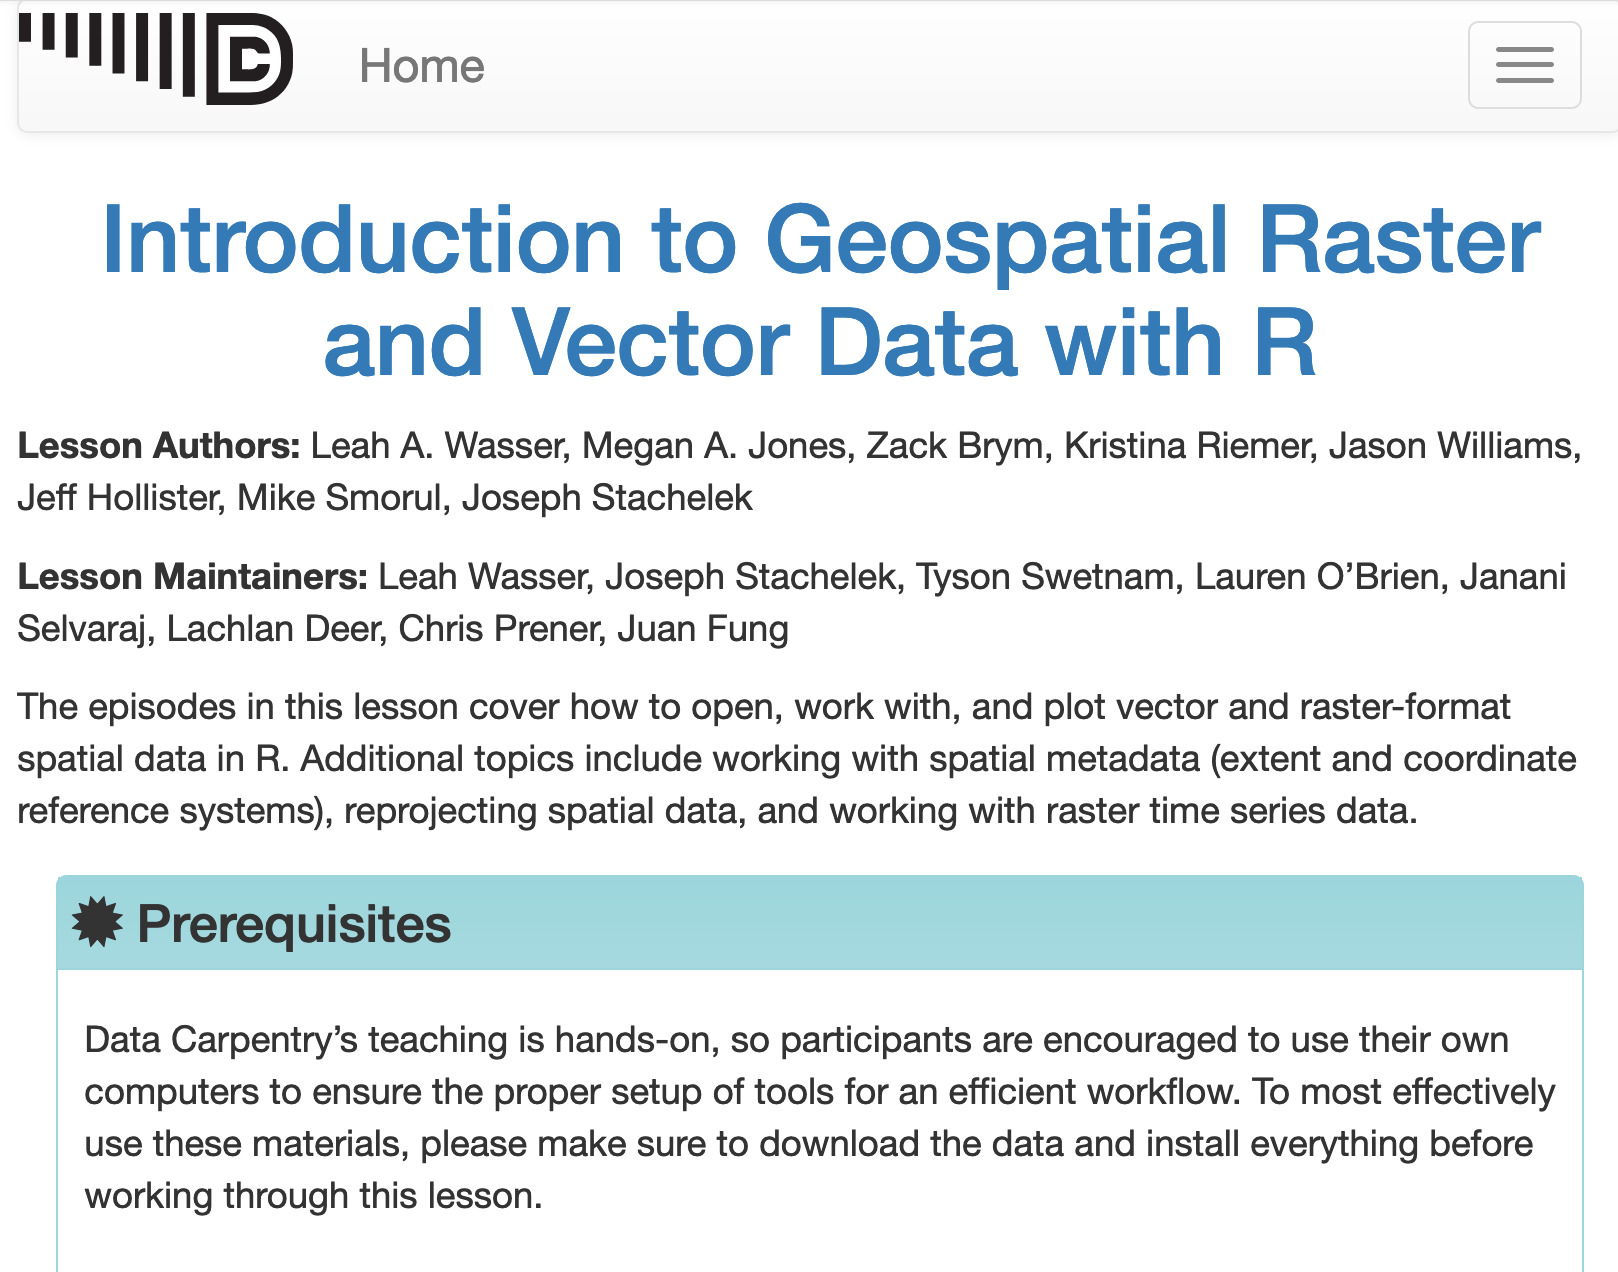 DC
Home
Introduction to Geospatial Raster
and Vector Data with R
Lesson Authors: Leah A. Wasser, Megan A. Jones, Zack Brym, Kristina Riemer, Jason Williams,
Jeff Hollister, Mike Smorul, Joseph Stachelek
Lesson Maintainers: Leah Wasser, Joseph Stachelek, Tyson Swetnam, Lauren O’Brien, Janani
Selvaraj, Lachlan Deer, Chris Prener, Juan Fung
The episodes in this lesson cover how to open, work with, and plot vector and raster-format
spatial data in R. Additional topics include working with spatial metadata (extent and coordinate
reference systems), reprojecting spatial data, and working with raster time series data.
Prerequisites
Data Carpentry’s teaching is hands-on, so participants are encouraged to use their own
computers to ensure the proper setup of tools for an efficient workflow. To most effectively
use these materials, please make sure to download the data and install everything before
working through this lesson.